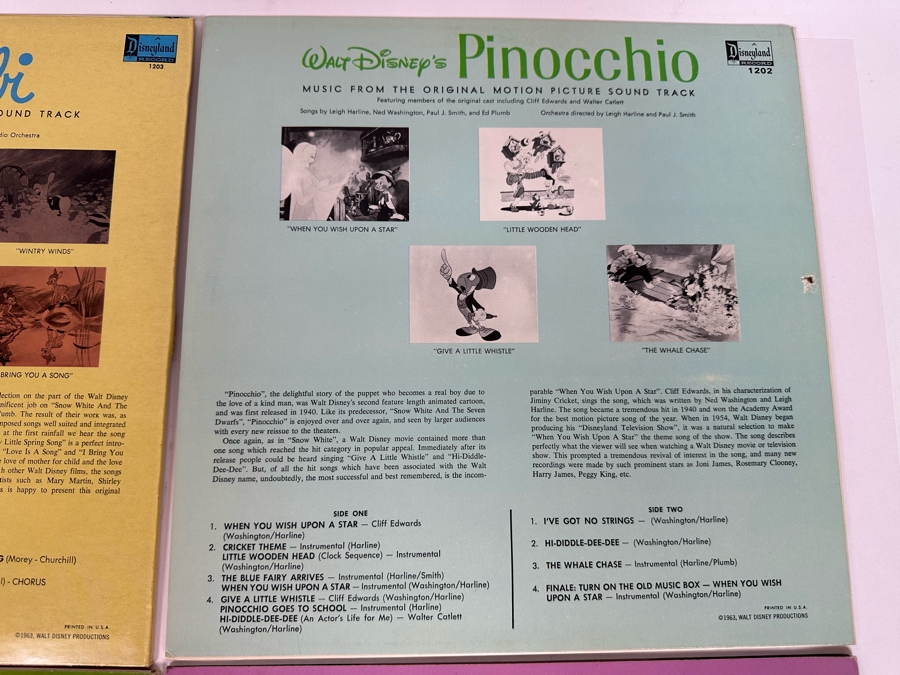 bi
Disneyland
RECORD
1203
OUND TRACK
dio Orchestra
"WINTRY WINDS"
BRING YOU A SONG"
lection on the part of the Walt Disney
nificent job on "Snow White And The
umb. The result of their work was, as
mposed songs well suited and integrated
at the first rainfall we hear the song
y Little Spring Song" is a perfect intro-
"Love Is A Song" and "I Bring You
e love of mother for child and the love
th other Walt Disney films, the songs
tists such as Mary Martin, Shirley
s is happy to present this original
G (Morey - Churchill)
l) - CHORUS
PRINTED IN U.S.A.
©1963, WALT DISNEY PRODUCTIONS
WALT DISNEY'S Pinocchio
Disneyland
RECORD
1202
MUSIC FROM THE ORIGINAL MOTION PICTURE SOUND TRACK
Featuring members of the original cast including Cliff Edwards and Walter Catlett
Songs by Leigh Harline, Ned Washington, Paul J. Smith, and Ed Plumb Orchestra directed by Leigh Harline and Paul J. Smith
"WHEN YOU WISH UPON A STAR"
"LITTLE WOODEN HEAD"
"GIVE A LITTLE WHISTLE"
"THE WHALE CHASE"
"Pinocchio", the delightful story of the puppet who becomes a real boy due to
the love of a kind man, was Walt Disney's second feature length animated cartoon,
and was first released in 1940. Like its predecessor, "Snow White And The Seven
Dwarfs", "Pinocchio" is enjoyed over and over again, and seen by larger audiences
with every new reissue to the theaters.
Once again, as in "Snow White", a Walt Disney movie contained more than
one song which reached the hit category in popular appeal. Immediately after its
release people could be heard singing "Give A Little Whistle" and "Hi-Diddle-
Dee-Dee". But, of all the hit songs which have been associated with the Walt
Disney name, undoubtedly, the most successful and best remembered, is the incom-
parable "When You Wish Upon A Star". Cliff Edwards, in his characterization of
Jiminy Cricket, sings the song, which was written by Ned Washington and Leigh
Harline. The song became a tremendous hit in 1940 and won the Academy Award
for the best motion picture song of the year. When in 1954, Walt Disney began
producing his "Disneyland Television Show", it was a natural selection to make
"When You Wish Upon A Star" the theme song of the show. The song describes
perfectly what the viewer will see when watching a Walt Disney movie or television
show. This prompted a tremendous revival of interest in the song, and many new
recordings were made by such prominent stars as Joni James, Rosemary Clooney,
Harry James, Peggy King, etc.
SIDE ONE
1. WHEN YOU WISH UPON A STAR — Cliff Edwards
(Washington/Harline)
2. CRICKET THEME — Instrumental (Harline)
LITTLE WOODEN HEAD (Clock Sequence) — Instrumental
(Washington/Harline)
3. THE BLUE FAIRY ARRIVES — Instrumental (Harline/Smith)
WHEN YOU WISH UPON A STAR — Instrumental (Washington/Harline)
4. GIVE A LITTLE WHISTLE — Cliff Edwards (Washington/Harline)
PINOCCHIO GOES TO SCHOOL — Instrumental (Harline)
HI-DIDDLE-DEE-DEE (An Actor's Life for Me) — Walter Catlett
(Washington/Harline)
SIDE TWO
1. I'VE GOT NO STRINGS — (Washington/Harline)
2. HI-DIDDLE-DEE-DEE — (Washington/Harline)
3. THE WHALE CHASE — Instrumental (Harline/Plumb)
4. FINALE: TURN ON THE OLD MUSIC BOX — WHEN YOU WISH
UPON A STAR — Instrumental (Washington/Harline)
PRINTED IN U.S.A.
©1963, WALT DISNEY PRODUCTIONS